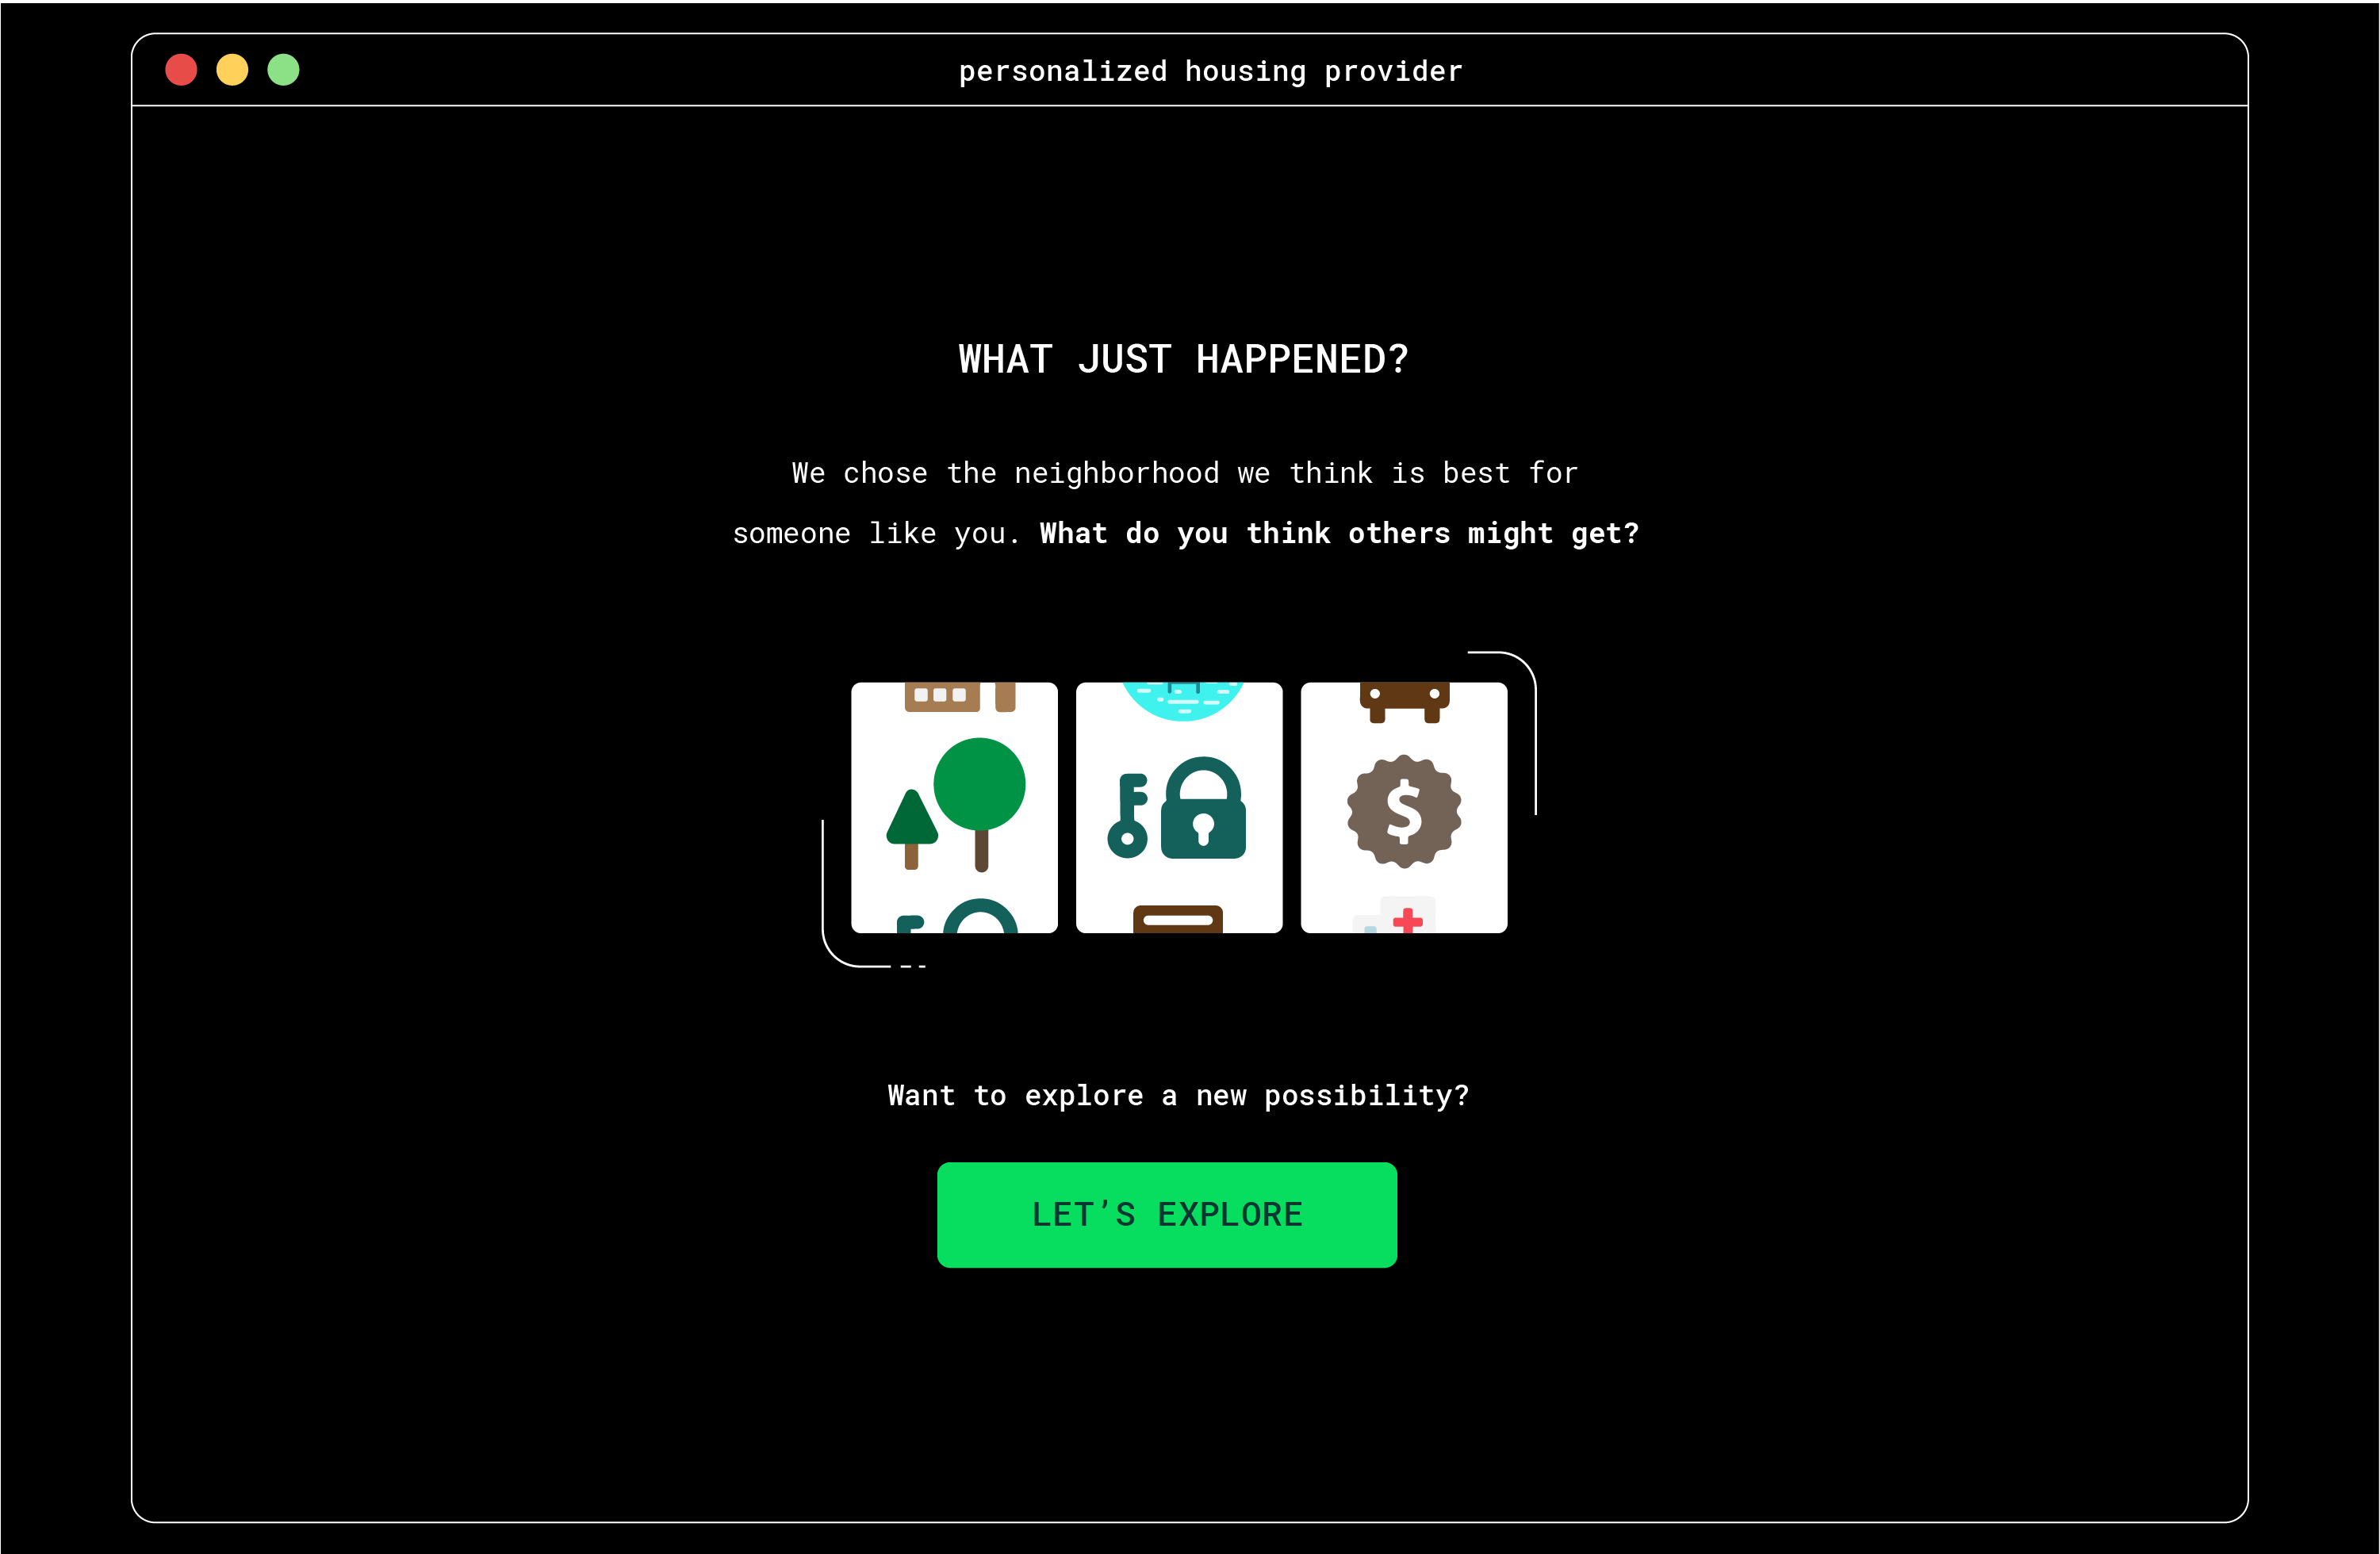 personalized housing provider
WHAT JUST HAPPENED?
We chose the neighborhood we think is best for
someone like you. What do you think others might get?
$
Want to explore a new possibility?
LET’S EXPLORE